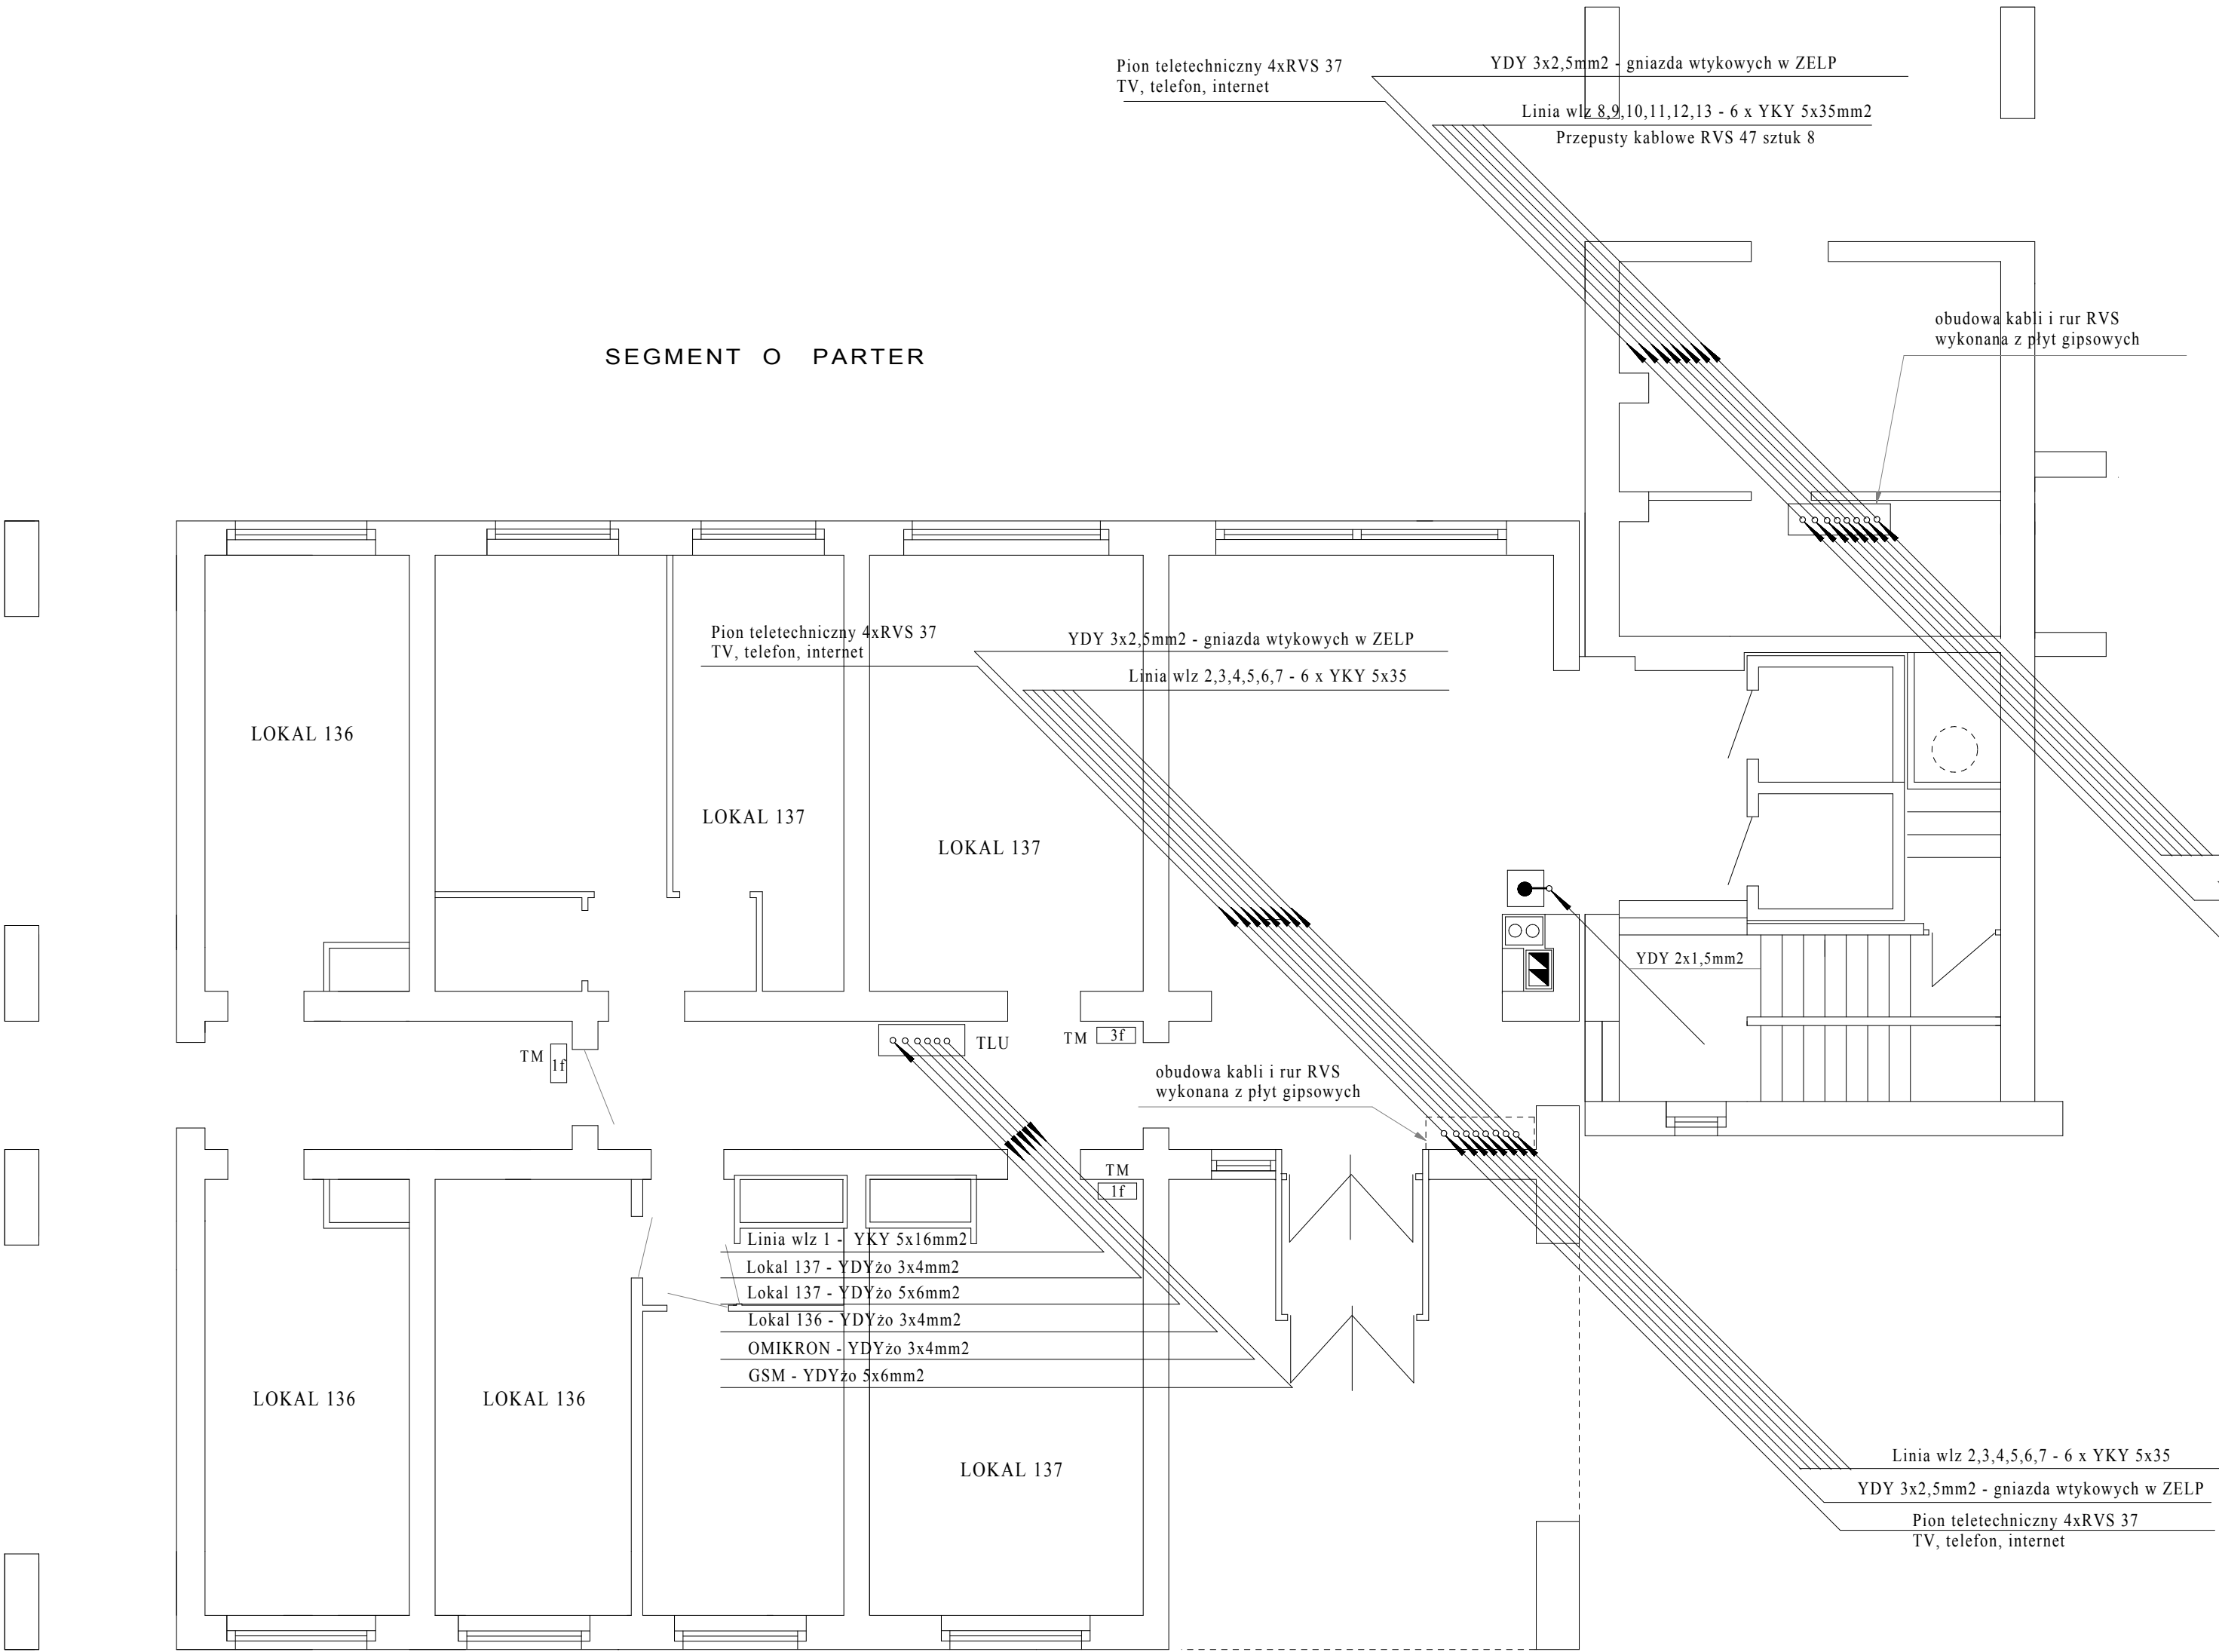 Pion teletechniczny 4xRVS 37
TV, telefon, internet
YDY 3x2,5mm2 - gniazda wtykowych w ZELP
Linia wlz 8,9,10,11,12,13 - 6 x YKY 5x35mm2
Przepusty kablowe RVS 47 sztuk 8
obudowa kabli i rur RVS
wykonana z płyt gipsowych
SEGMENT O PARTER
Pion teletechniczny 4xRVS 37
TV, telefon, internet
YDY 3x2,5mm2 - gniazda wtykowych w ZELP
Linia wlz 2,3,4,5,6,7 - 6 x YKY 5x35
LOKAL 136
LOKAL 137
LOKAL 137
YDY 2x1,5mm2
TM 1f
TLU
TM 3f
obudowa kabli i rur RVS
wykonana z płyt gipsowych
TM
1f
Linia wlz 1 - YKY 5x16mm2
Lokal 137 - YDYżo 3x4mm2
Lokal 137 - YDYżo 5x6mm2
Lokal 136 - YDYżo 3x4mm2
OMIKRON - YDYżo 3x4mm2
GSM - YDYżo 5x6mm2
LOKAL 136
LOKAL 136
LOKAL 137
Linia wlz 2,3,4,5,6,7 - 6 x YKY 5x35
YDY 3x2,5mm2 - gniazda wtykowych w ZELP
Pion teletechniczny 4xRVS 37
TV, telefon, internet